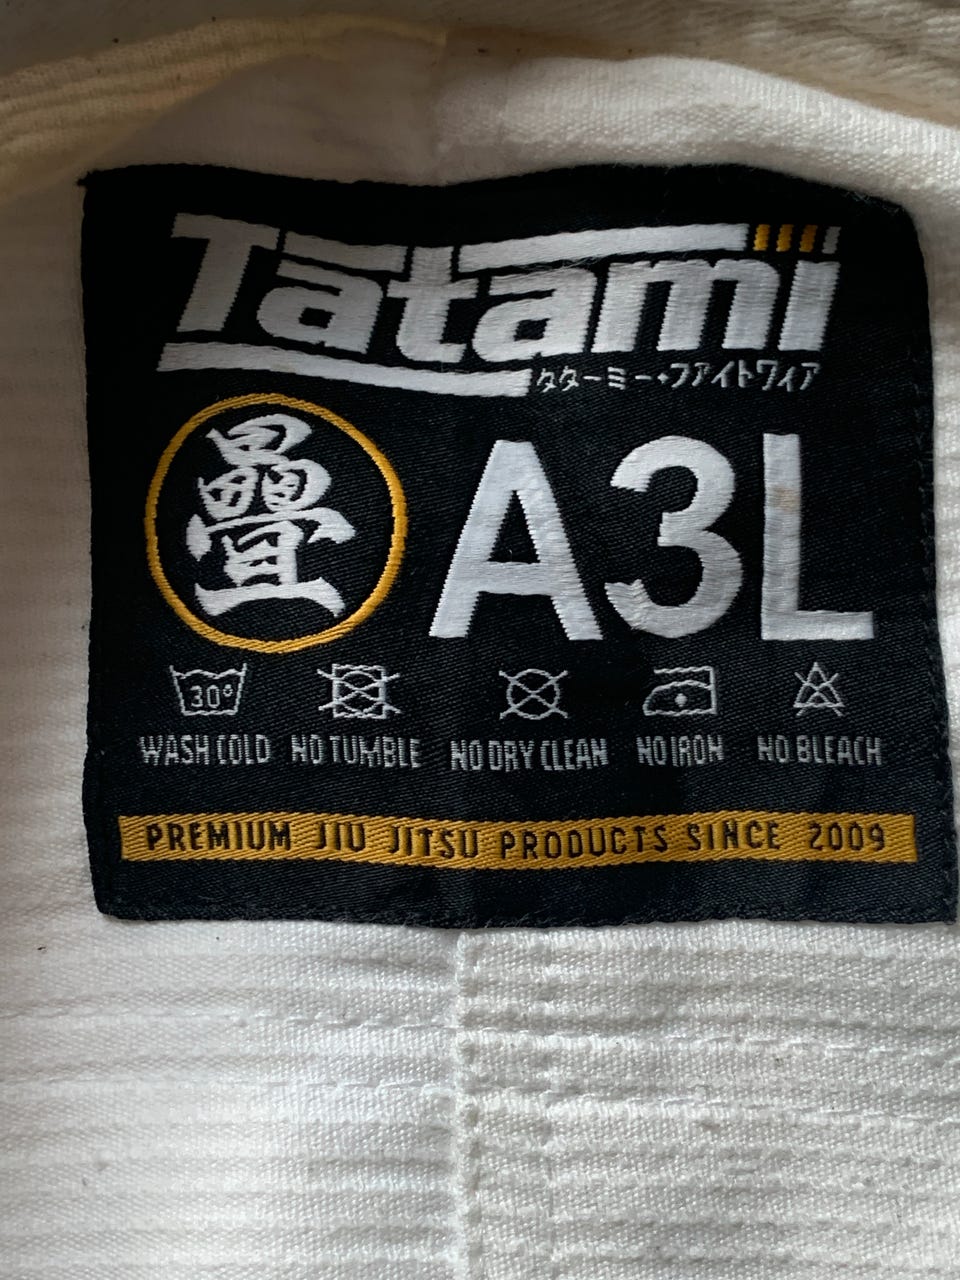 Tatami
タターミー・ファイトワイア
疊
A3L
30°
WASH COLD NO TUMBLE NO DRY CLEAN NO IRON NO BLEACH
PREMIUM JIU JITSU PRODUCTS SINCE 2009